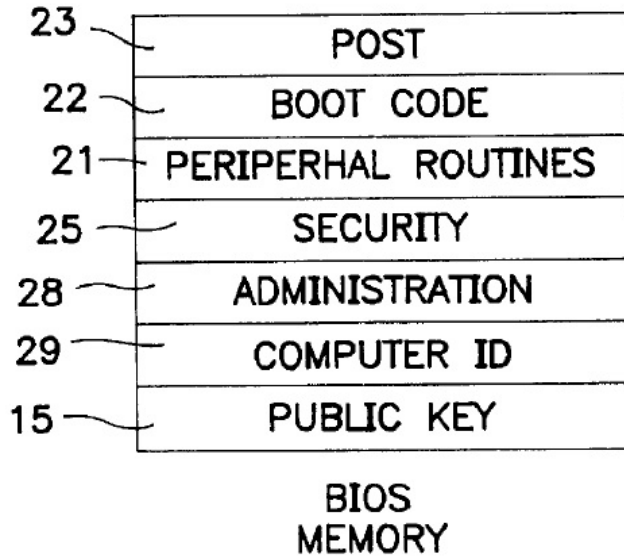 23 POST
22 BOOT CODE
21 PERIPERHAL ROUTINES
25 SECURITY
28 ADMINISTRATION
29 COMPUTER ID
15 PUBLIC KEY
BIOS
MEMORY